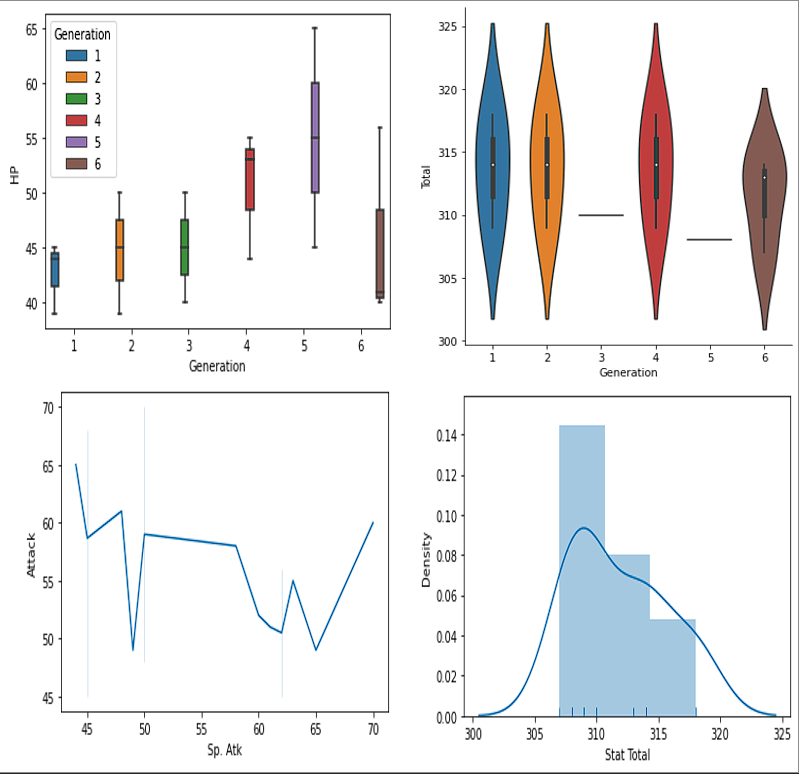 Generation
1
2
3
4
5
6
65
60
55
50
45
40
HP
1 2 3 4 5 6
Generation
325
320
315
310
305
300
Total
1 2 3 4 5 6
Generation
70
65
60
55
50
45
Attack
45 50 55 60 65 70
Sp. Atk
0.14
0.12
0.10
0.08
0.06
0.04
0.02
0.00
Density
300 305 310 315 320 325
Stat Total